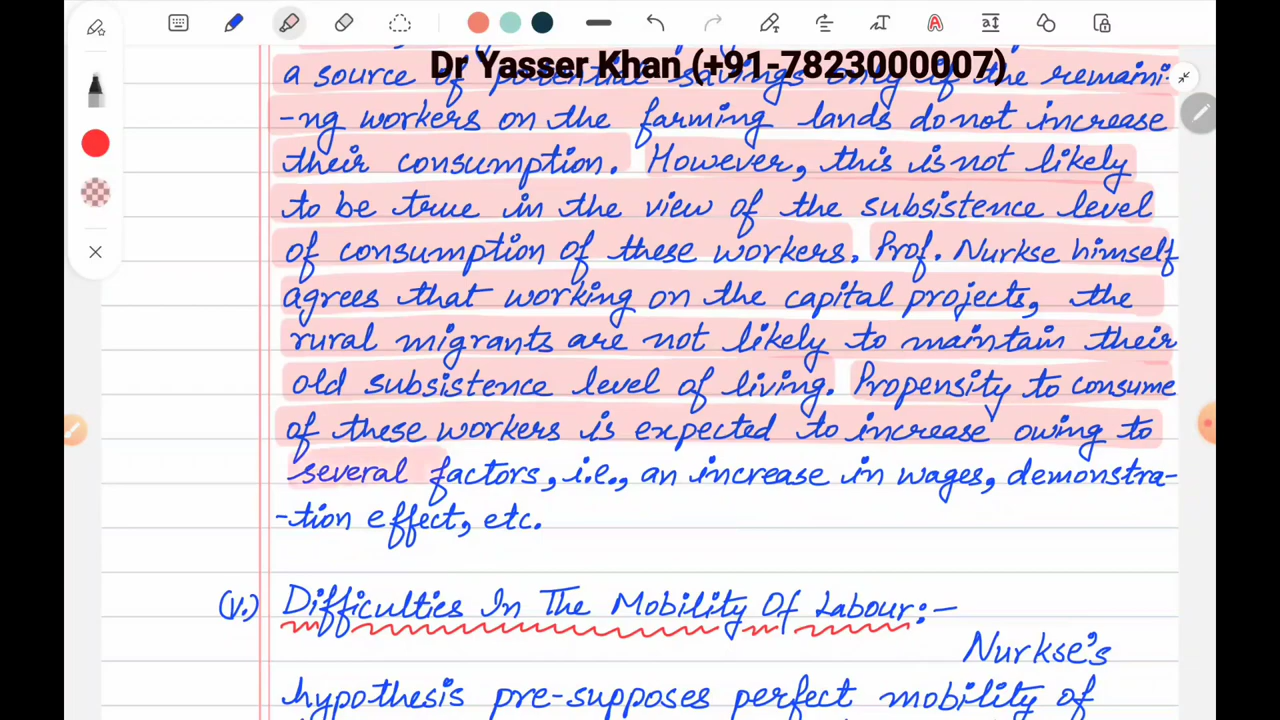 Dr Yasser Khan (+91-7823000007)
a source of potential savings only if the remaini-
-ng workers on the farming lands do not increase
their consumption. However, this is not likely
to be true in the view of the subsistence level
of consumption of these workers. Prof. Nurkse himself
agrees that working on the capital projects, the
rural migrants are not likely to maintain their
old subsistence level of living. Propensity to consume
of these workers is expected to increase owing to
several factors, i.e., an increase in wages, demonstra-
-tion effect, etc.
(V.) Difficulties In The Mobility Of Labour:-
Nurkse's
hypothesis pre-supposes perfect mobility of